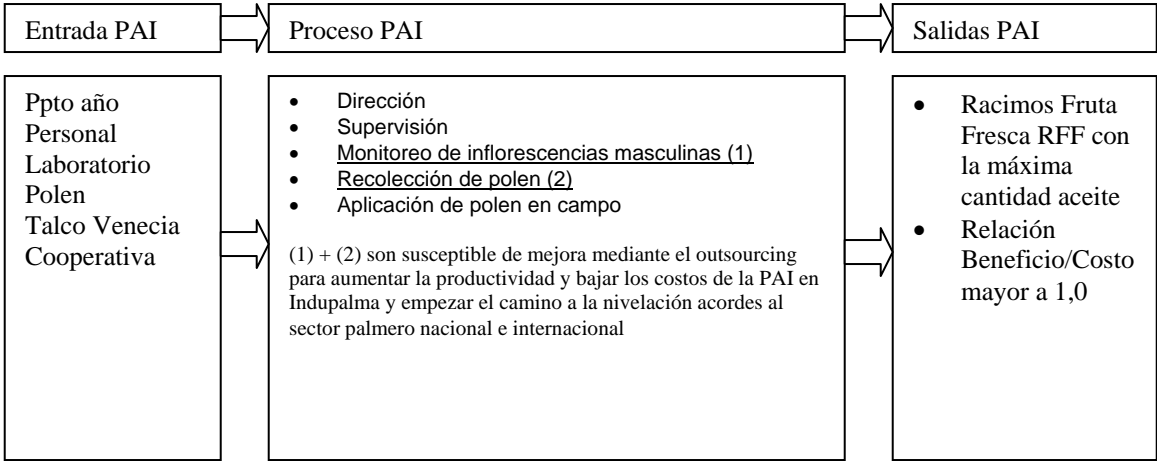 Entrada PAI
Proceso PAI
Salidas PAI
Ppto año
Personal
Laboratorio
Polen
Talco Venecia
Cooperativa
• Dirección
• Supervisión
• Monitoreo de inflorescencias masculinas (1)
• Recolección de polen (2)
• Aplicación de polen en campo
(1) + (2) son susceptible de mejora mediante el outsourcing
para aumentar la productividad y bajar los costos de la PAI en
Indupalma y empezar el camino a la nivelación acordes al
sector palmero nacional e internacional
• Racimos Fruta
Fresca RFF con
la máxima
cantidad aceite
• Relación
Beneficio/Costo
mayor a 1,0